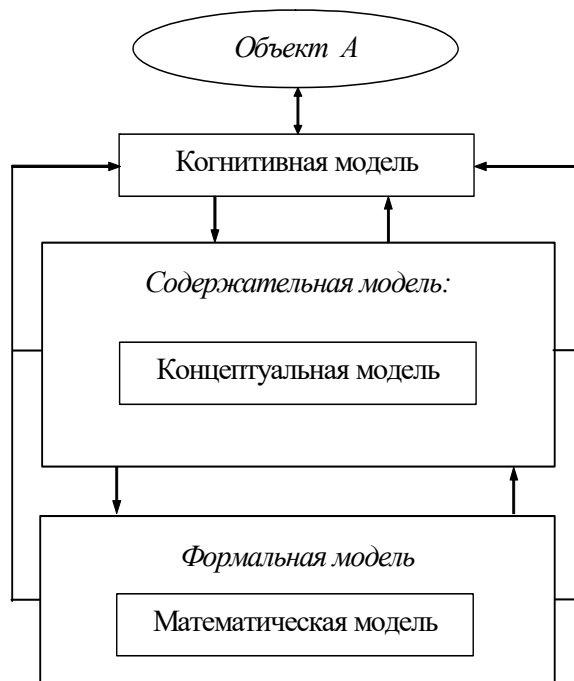 Объект А
Когнитивная модель
Содержательная модель:
Концептуальная модель
Формальная модель
Математическая модель